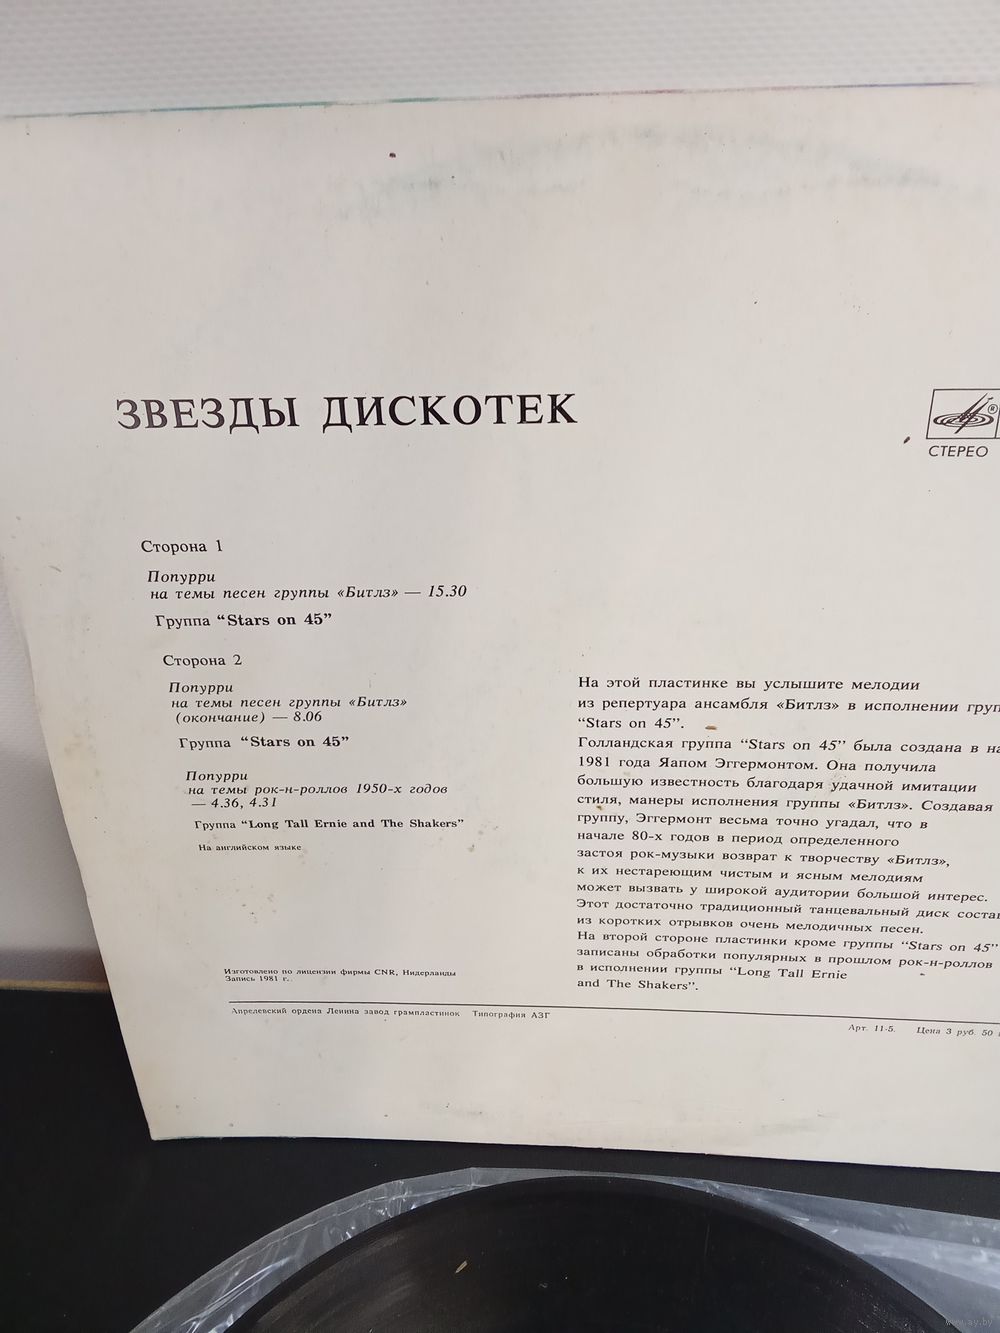 ЗВЕЗДЫ ДИСКОТЕК
®
СТЕРЕО
Сторона 1
Попурри
на темы песен группы «Битлз» — 15.30
Группа “Stars on 45”
Сторона 2
Попурри
на темы песен группы «Битлз»
(окончание) — 8.06
Группа “Stars on 45”
Попурри
на темы рок-н-роллов 1950-х годов
— 4.36, 4.31
Группа “Long Tall Ernie and The Shakers”
На английском языке
На этой пластинке вы услышите мелодии
из репертуара ансамбля «Битлз» в исполнении
“Stars on 45”.
Голландская группа “Stars on 45” была создана в
1981 года Яапом Эггермонтом. Она получила
большую известность благодаря удачной имитации
стиля, манеры исполнения группы «Битлз». Создавая
группу, Эггермонт весьма точно угадал, что в
начале 80-х годов в период определенного
застоя рок-музыки возврат к творчеству «Битлз»,
к их нестареющим чистым и ясным мелодиям
может вызвать у широкой аудитории большой интерес.
Этот достаточно традиционный танцевальный диск
из коротких отрывков очень мелодичных песен.
На второй стороне пластинки кроме группы “Stars on 45”
записаны обработки популярных в прошлом рок-н-роллов
в исполнении группы “Long Tall Ernie
and The Shakers”.
Изготовлено по лицензии фирмы CNR, Нидерланды
Запись 1981 г.
Апрелевский ордена Ленина завод грампластинок Типография АЗГ
Арт. 11-5. Цена 3 руб. 50
www.ay.by